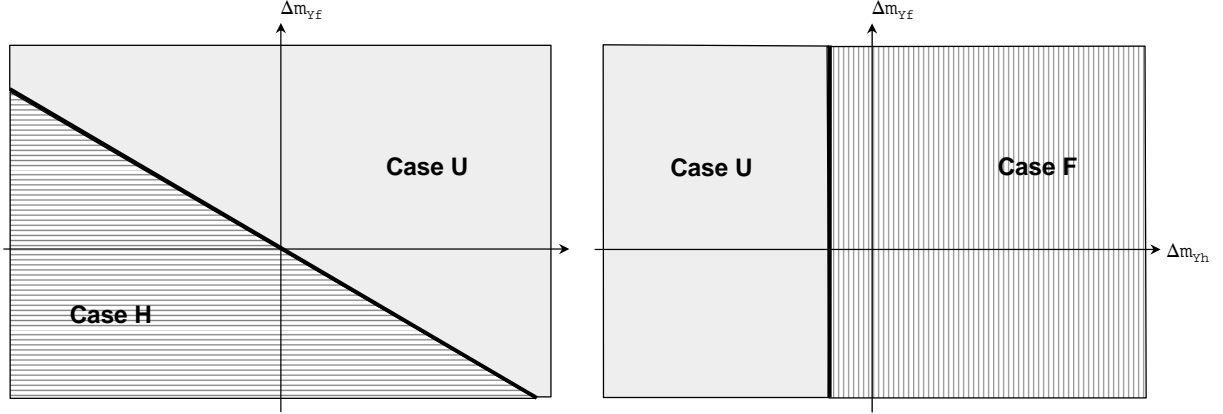 Δm_Yf
Δm_Yf
Case U
Case U
Case F
Δm_Yh
Case H